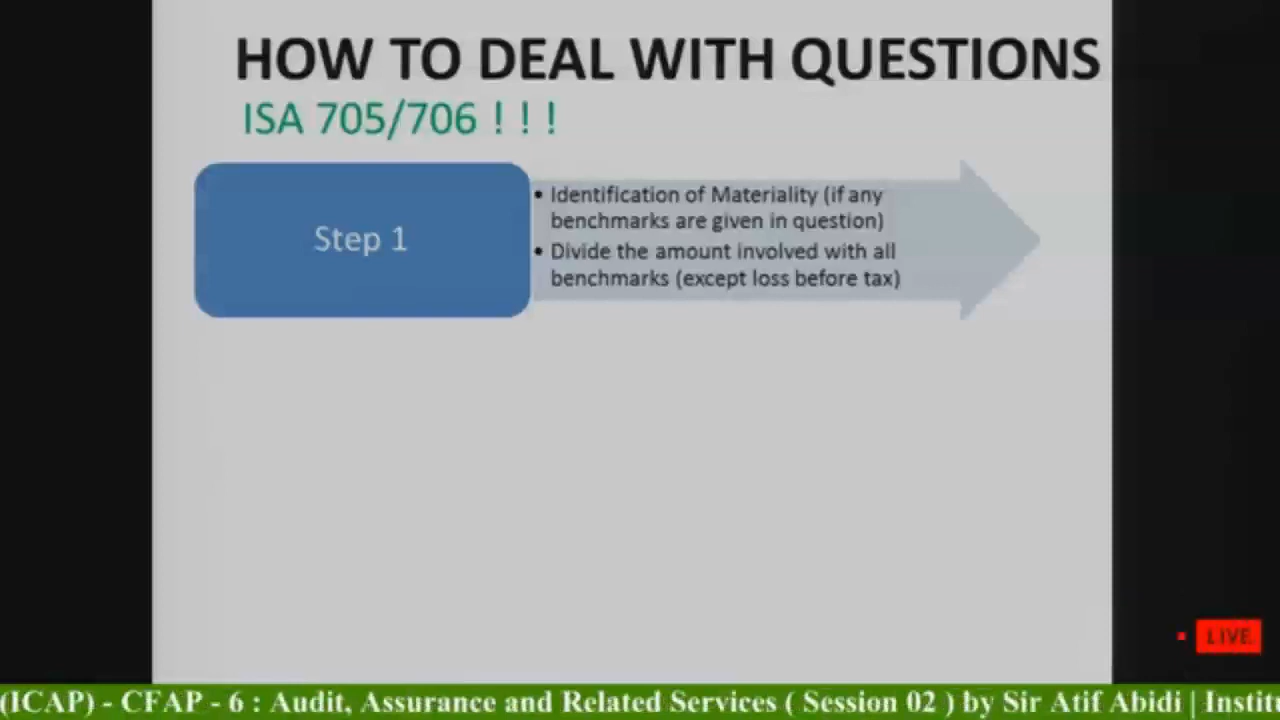 HOW TO DEAL WITH QUESTIONS
ISA 705/706 ! ! !
Step 1
• Identification of Materiality (if any
benchmarks are given in question)
• Divide the amount involved with all
benchmarks (except loss before tax)
LIVE
(ICAP) - CFAP - 6 : Audit, Assurance and Related Services ( Session 02 ) by Sir Atif Abidi | Instit